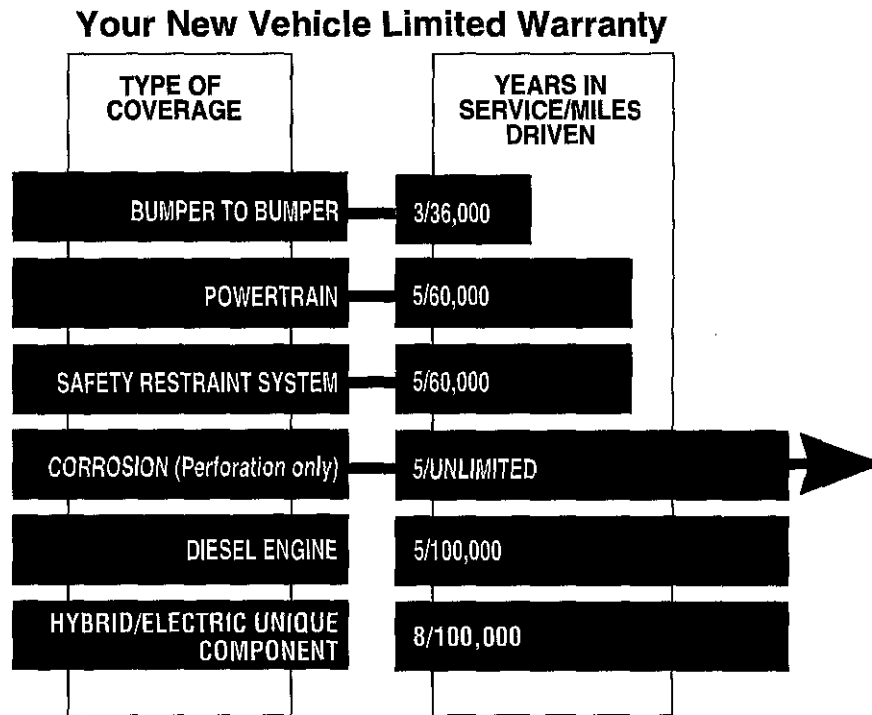 Your New Vehicle Limited Warranty
TYPE OF
COVERAGE
YEARS IN
SERVICE/MILES
DRIVEN
BUMPER TO BUMPER
3/36,000
POWERTRAIN
5/60,000
SAFETY RESTRAINT SYSTEM
5/60,000
CORROSION (Perforation only)
5/UNLIMITED
DIESEL ENGINE
5/100,000
HYBRID/ELECTRIC UNIQUE
COMPONENT
8/100,000